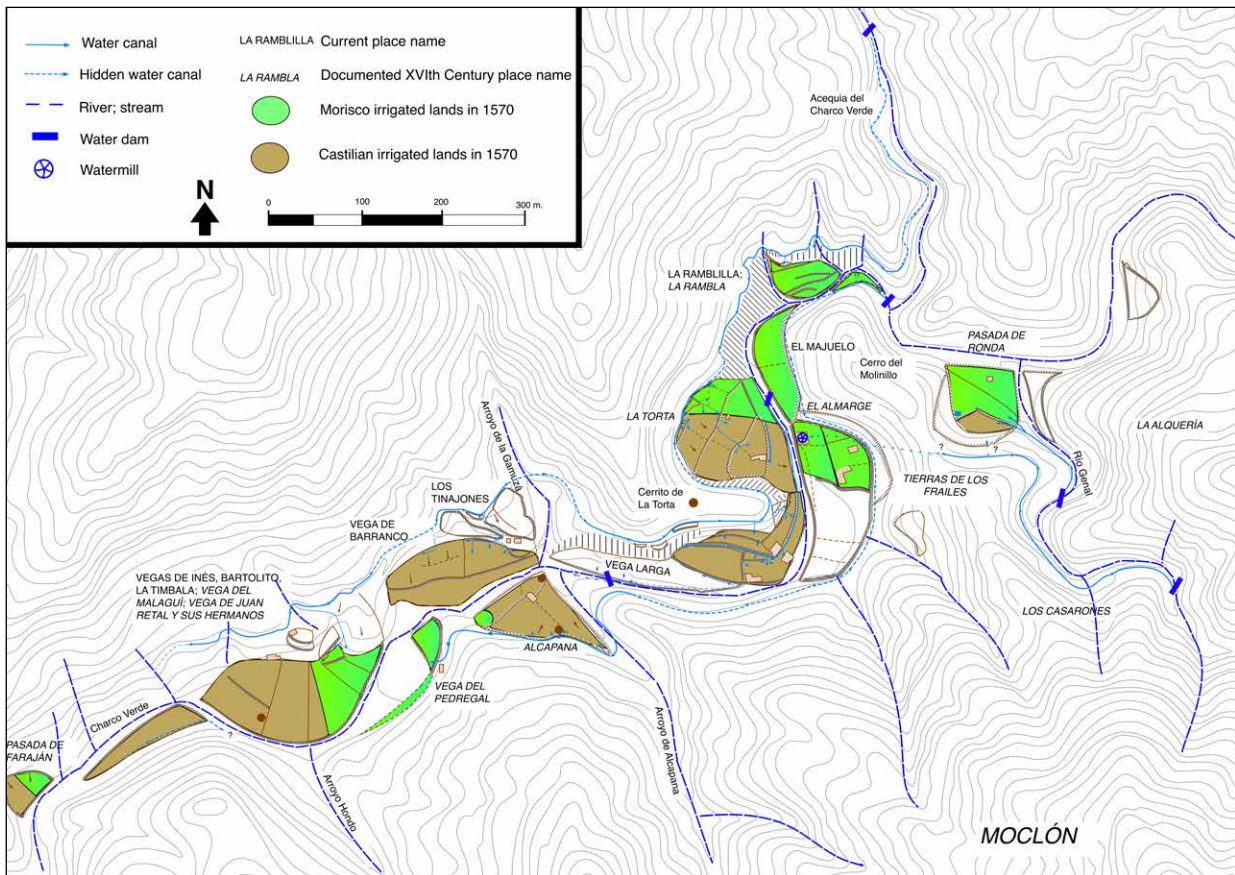 Water canal
Hidden water canal
River; stream
Water dam
Watermill
LA RAMBLILLA Current place name
LA RAMBLA Documented XVIth Century place name
Morisco irrigated lands in 1570
Castilian irrigated lands in 1570
N
0 100 200 300 m.
Acequia del
Charco Verde
LA RAMBLILLA;
LA RAMBLA
PASADA DE
RONDA
EL MAJUELO
Cerro del
Molinillo
EL ALMARGE
LA TORTA
LA ALQUERÍA
Arroyo de la Gamuza
? ?
Río Genal
TIERRAS DE LOS
FRAILES
LOS
TINAJONES
Cerrito de
La Torta
VEGA DE
BARRANCO
VEGA LARGA
VEGAS DE INÉS, BARTOLITO,
LA TIMBALA; VEGA DEL
MALAGUÍ; VEGA DE JUAN
RETAL Y SUS HERMANOS
LOS CASARONES
ALCAPANA
VEGA DEL
PEDREGAL
Charco Verde
?
Arroyo de Alcapana
PASADA DE
FARAJÁN
Arroyo Hondo
MOCLÓN